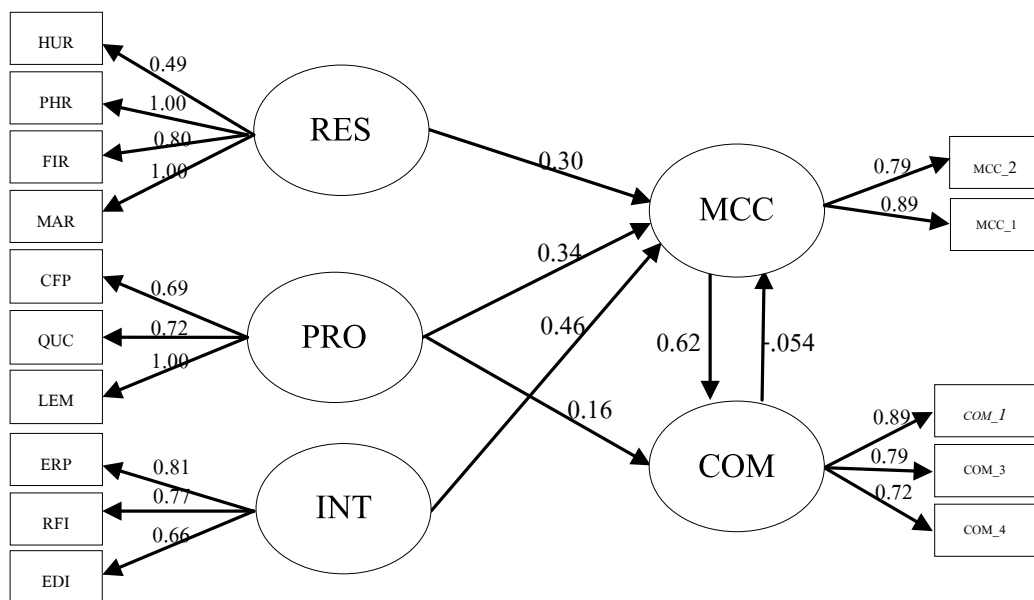 HUR
PHR
FIR
MAR
CFP
QUC
LEM
ERP
RFI
EDI
0.49
1.00
0.80
1.00
0.69
0.72
1.00
0.81
0.77
0.66
RES
PRO
INT
0.30
0.34
0.46
0.16
MCC
0.62
-.054
COM
0.79
0.89
0.89
0.79
0.72
MCC_2
MCC_1
COM_1
COM_3
COM_4